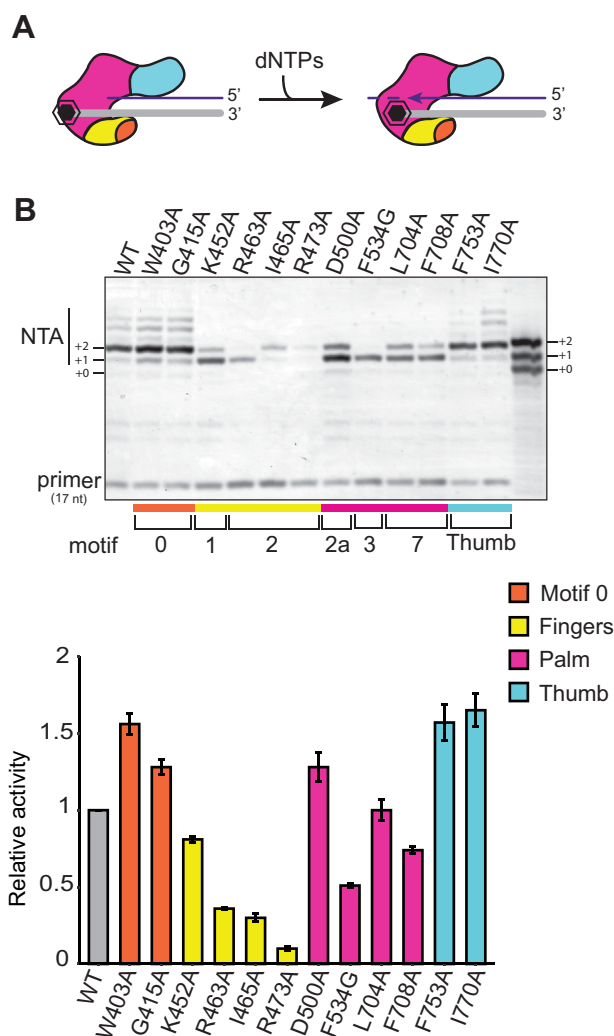 A
dNTPs
5’
3’
5’
3’
B
WT W403A G415A K452A R463A I465A R473A D500A F534G L704A F708A F753A I770A
NTA
+2
+1
+0
+2
+1
+0
primer
(17 nt)
motif 0 1 2 2a 3 7 Thumb
Motif 0
Fingers
Palm
Thumb
Relative activity
2
1.5
1
0.5
0
WT W403A G415A K452A R463A I465A R473A D500A F534G L704A F708A F753A I770A